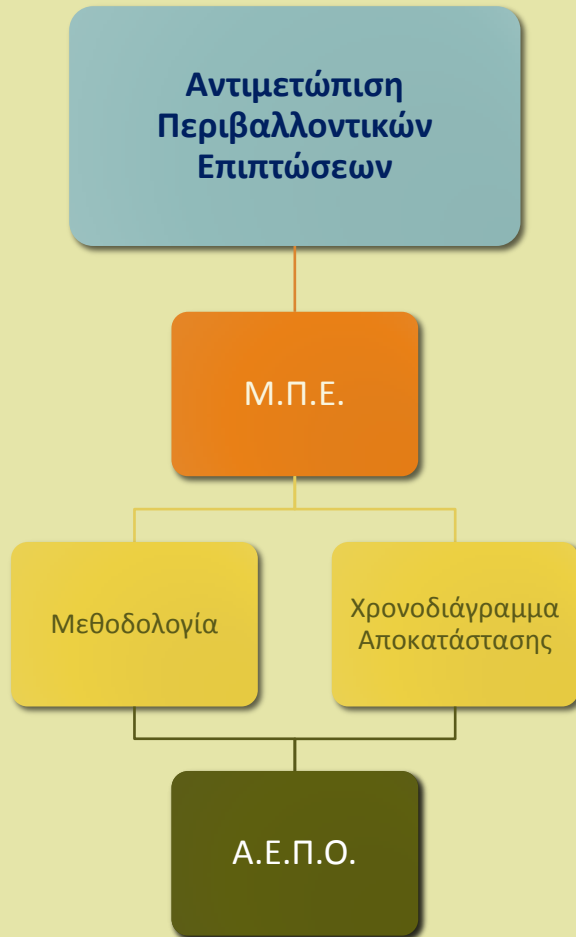 Αντιμετώπιση
Περιβαλλοντικών
Επιπτώσεων
Μ.Π.Ε.
Μεθοδολογία
Χρονοδιάγραμμα
Αποκατάστασης
Α.Ε.Π.Ο.